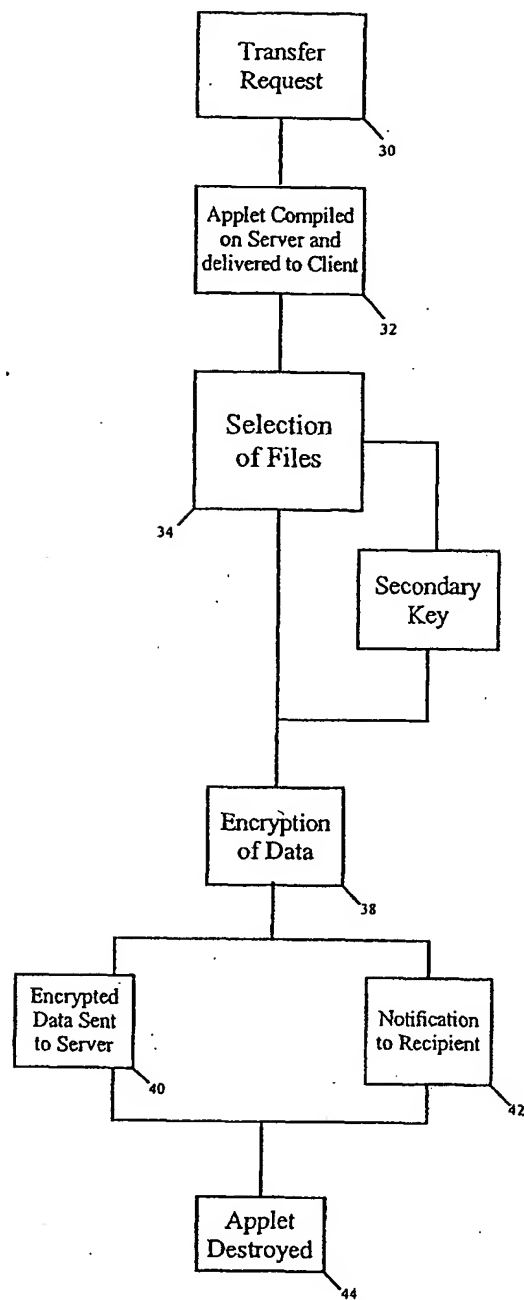 Transfer
Request
30
Applet Compiled
on Server and
delivered to Client
32
Selection
of Files
34
Secondary
Key
Encryption
of Data
38
Encrypted
Data Sent
to Server
40
Notification
to Recipient
42
Applet
Destroyed
44